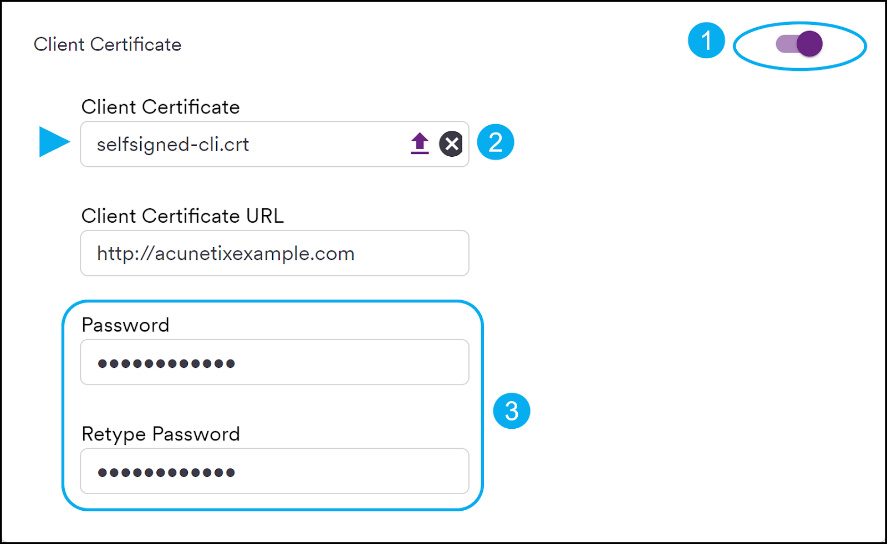 Client Certificate
1
Client Certificate
selfsigned-cli.crt
2
Client Certificate URL
http://acunetixexample.com
Password
●●●●●●●●●●●●
3
Retype Password
●●●●●●●●●●●●